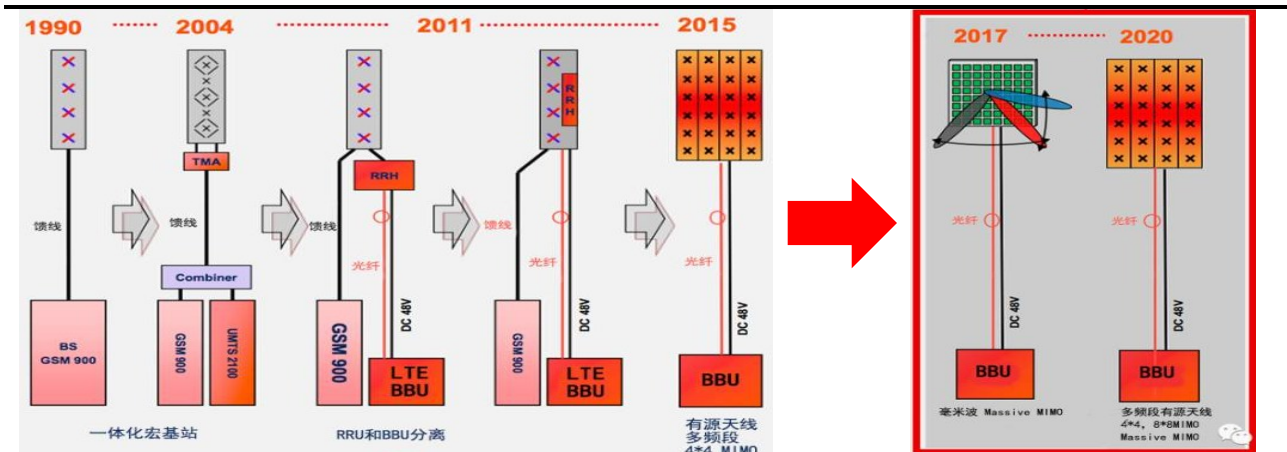 1990
2004
2011
2015
2017
2020
TMA
RRH
RRH
馈线
馈线
馈线
馈线
光纤
光纤
光纤
光纤
光纤
Combiner
DC 48V
DC 48V
DC 48V
DC 48V
DC 48V
BS
GSM 900
GSM 900
UMTS 2100
GSM 900
LTE
BBU
GSM 900
LTE
BBU
BBU
BBU
BBU
一体化宏基站
RRU和BBU分离
有源天线
多频段
4*4 MIMO
毫米波 Massive MIMO
多频段有源天线
4*4, 8*8MIMO
Massive MIMO